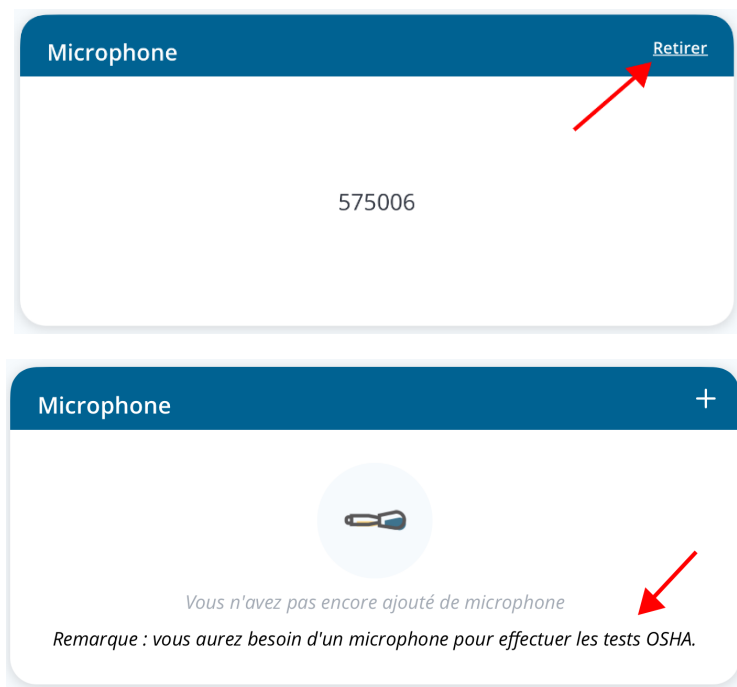 Microphone
Retirer
575006
Microphone
Vous n'avez pas encore ajouté de microphone
Remarque : vous aurez besoin d'un microphone pour effectuer les tests OSHA.